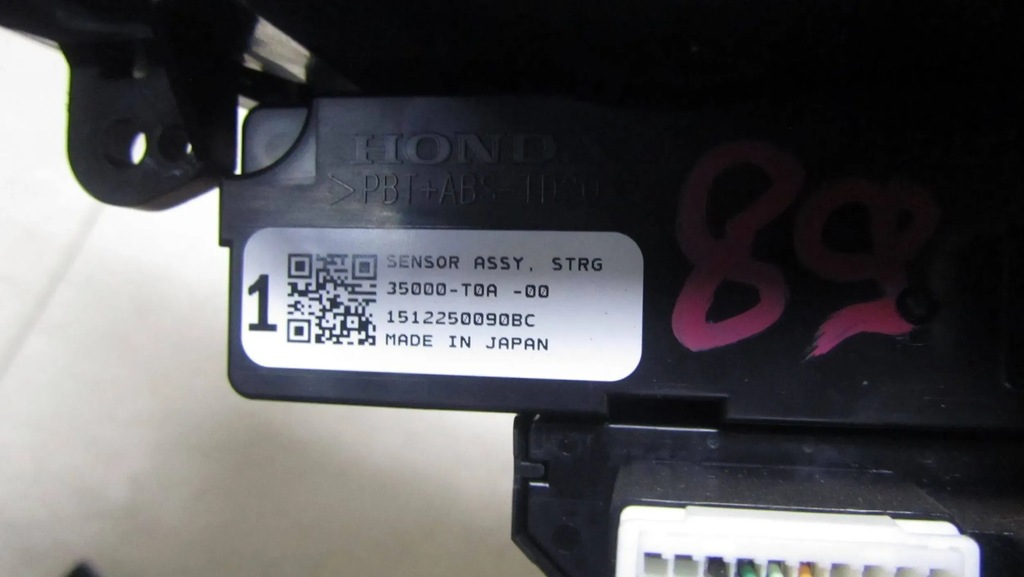 HONDA
>PBT+ABS
89
1
SENSOR ASSY, STRG
35000-T0A -00
1512250090BC
MADE IN JAPAN